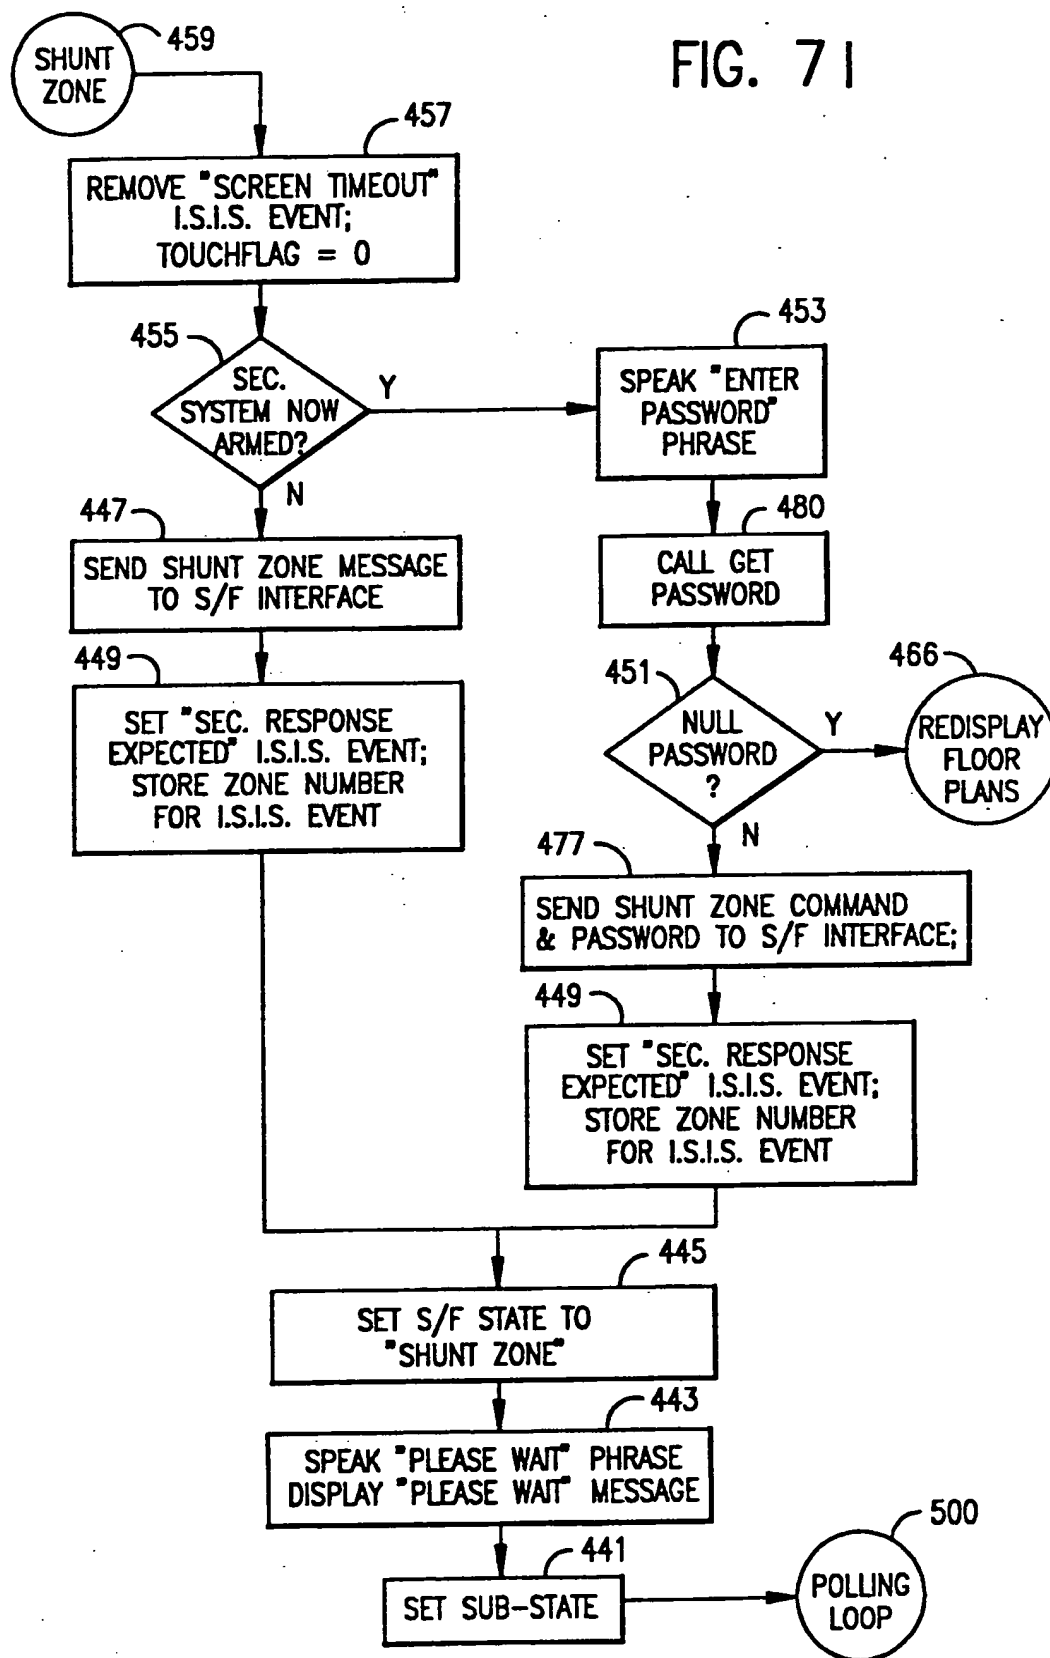 FIG. 71
459
SHUNT
ZONE
457
REMOVE "SCREEN TIMEOUT"
I.S.I.S. EVENT;
TOUCHFLAG = 0
455
SEC.
SYSTEM NOW
ARMED?
Y
N
453
SPEAK "ENTER
PASSWORD"
PHRASE
447
SEND SHUNT ZONE MESSAGE
TO S/F INTERFACE
480
CALL GET
PASSWORD
449
SET "SEC. RESPONSE
EXPECTED" I.S.I.S. EVENT;
STORE ZONE NUMBER
FOR I.S.I.S. EVENT
451
NULL
PASSWORD
?
Y
N
466
REDISPLAY
FLOOR
PLANS
477
SEND SHUNT ZONE COMMAND
& PASSWORD TO S/F INTERFACE;
449
SET "SEC. RESPONSE
EXPECTED" I.S.I.S. EVENT;
STORE ZONE NUMBER
FOR I.S.I.S. EVENT
445
SET S/F STATE TO
"SHUNT ZONE"
443
SPEAK "PLEASE WAIT" PHRASE
DISPLAY "PLEASE WAIT" MESSAGE
441
SET SUB-STATE
500
POLLING
LOOP